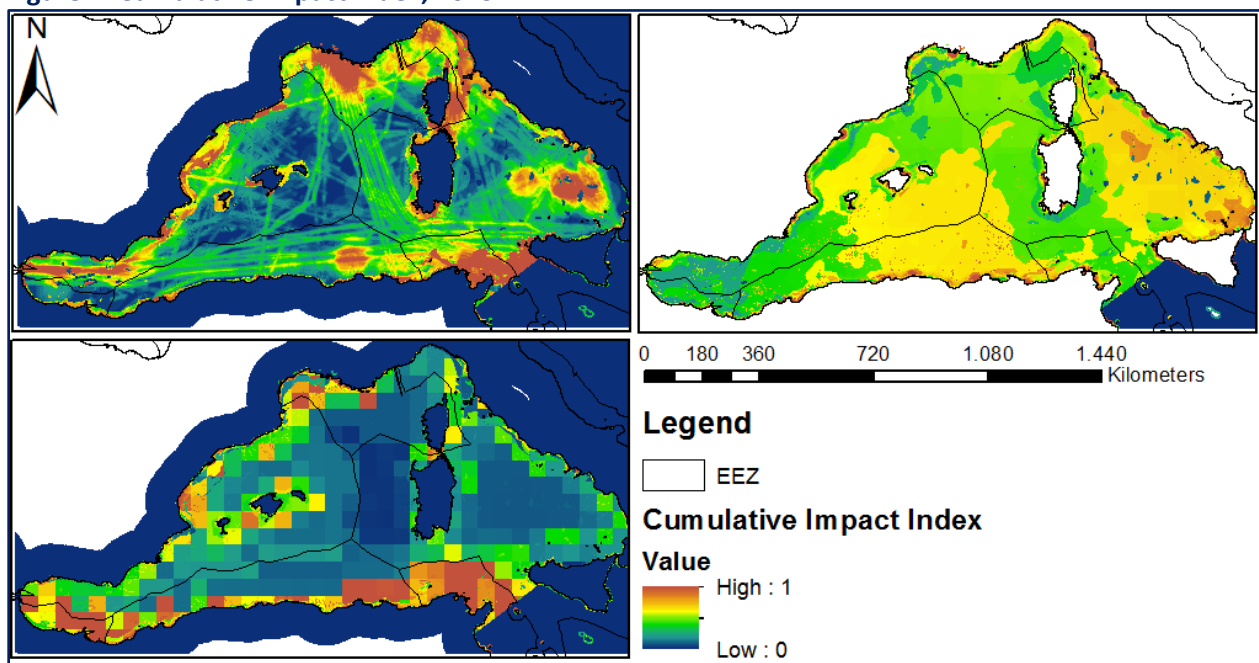 N
0 180 360 720 1.080 1.440
Kilometers
Legend
EEZ
Cumulative Impact Index
Value
High : 1
Low : 0